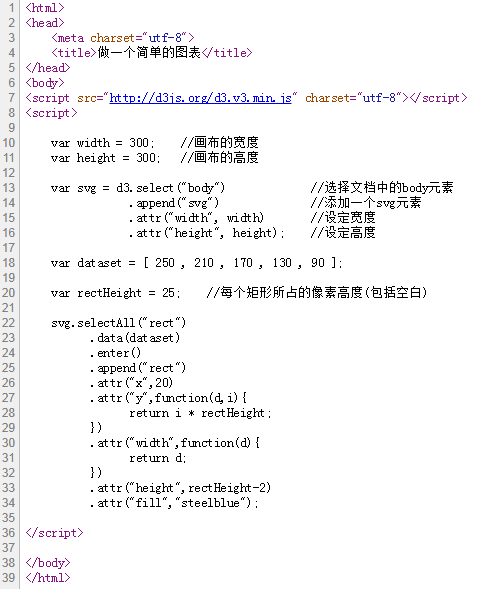 1 <html>
2 <head>
3     <meta charset="utf-8">
4     <title>做一个简单的图表</title>
5 </head>
6 <body>
7 <script src="http://d3js.org/d3.v3.min.js" charset="utf-8"></script>
8 <script>
9
10     var width = 300;    //画布的宽度
11     var height = 300;   //画布的高度
12
13     var svg = d3.select("body")             //选择文档中的body元素
14                 .append("svg")              //添加一个svg元素
15                 .attr("width", width)       //设定宽度
16                 .attr("height", height);    //设定高度
17
18     var dataset = [ 250 , 210 , 170 , 130 , 90 ];
19
20     var rectHeight = 25;    //每个矩形所占的像素高度(包括空白)
21
22     svg.selectAll("rect")
23           .data(dataset)
24           .enter()
25           .append("rect")
26           .attr("x",20)
27           .attr("y",function(d,i){
28                 return i * rectHeight;
29           })
30           .attr("width",function(d){
31                 return d;
32           })
33           .attr("height",rectHeight-2)
34           .attr("fill","steelblue");
35
36 </script>
37
38 </body>
39 </html>